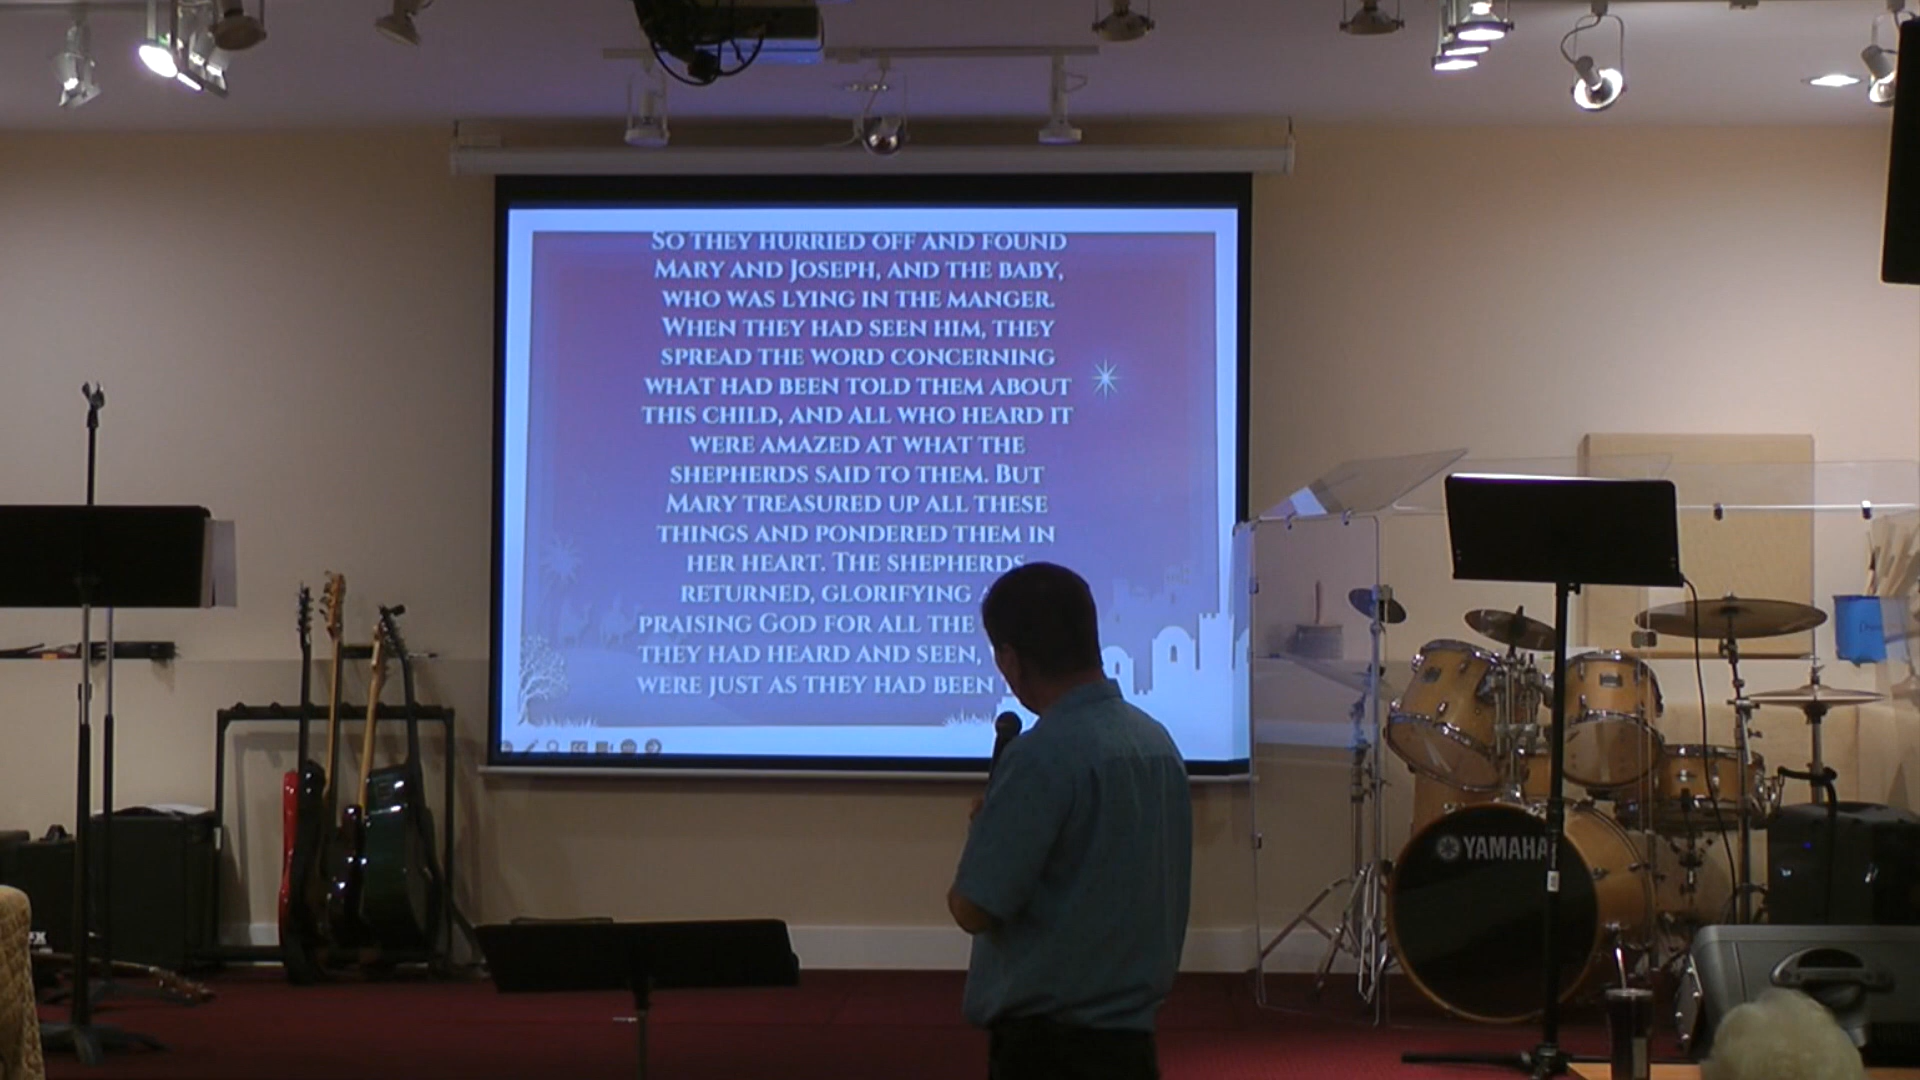 So they hurried off and found
Mary and Joseph, and the baby,
who was lying in the manger.
When they had seen him, they
spread the word concerning
what had been told them about
this child, and all who heard it
were amazed at what the
shepherds said to them. But
Mary treasured up all these
things and pondered them in
her heart. The shepherds
returned, glorifying
praising God for all the
they had heard and seen,
were just as they had been
YAMAHA